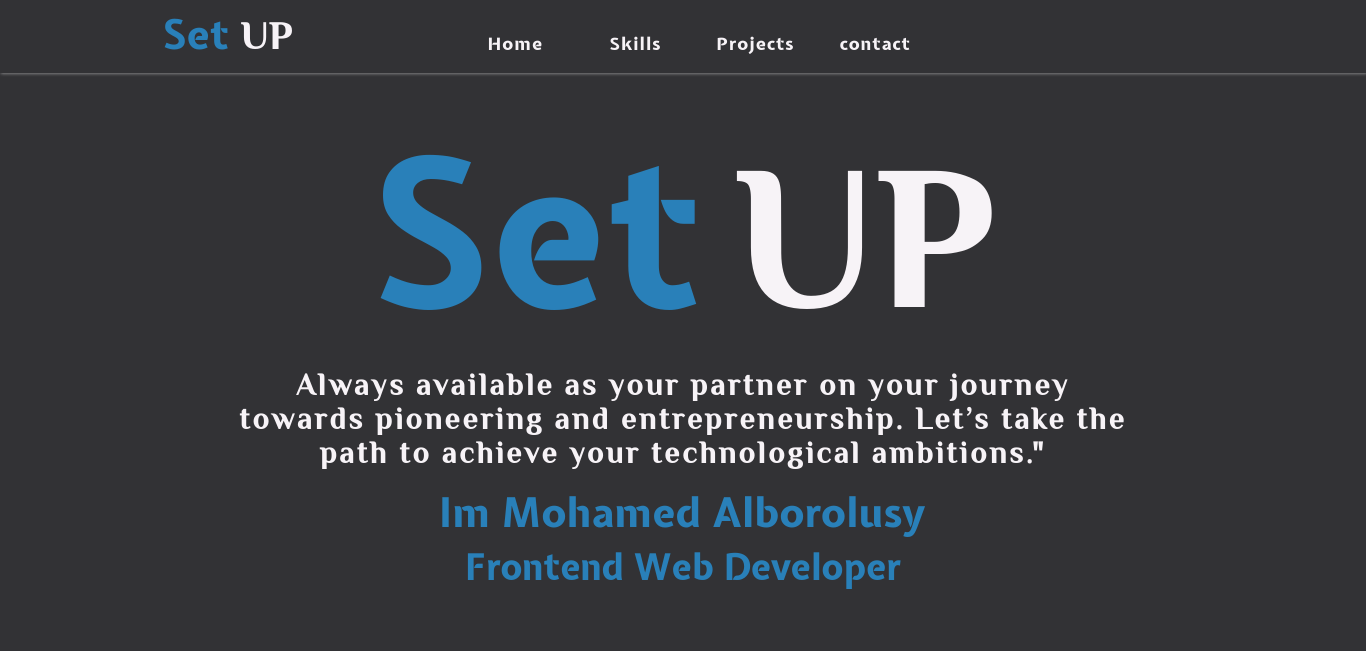 Set UP
Home Skills Projects contact
Set UP
Always available as your partner on your journey
towards pioneering and entrepreneurship. Let’s take the
path to achieve your technological ambitions."
Im Mohamed Alborolusy
Frontend Web Developer